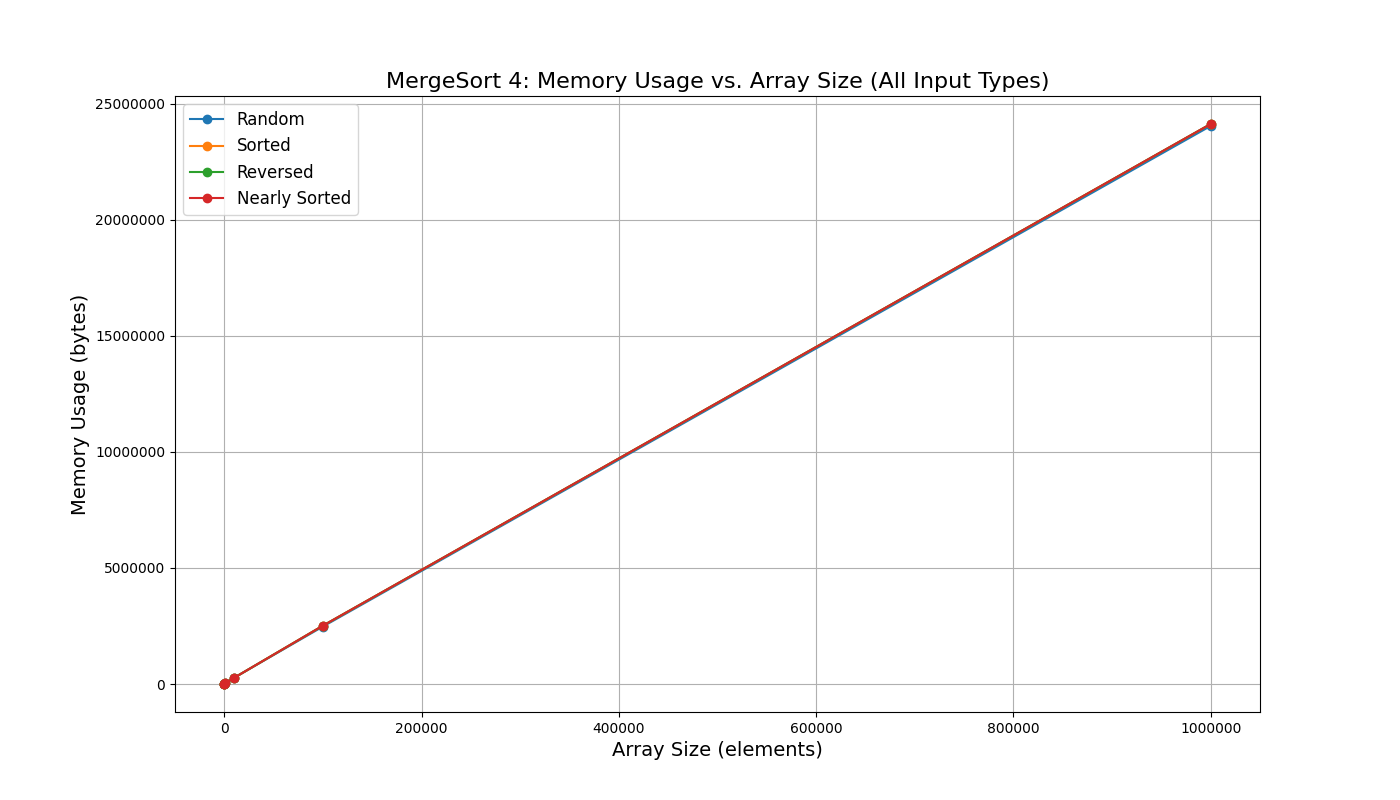 MergeSort 4: Memory Usage vs. Array Size (All Input Types)
Random
Sorted
Reversed
Nearly Sorted
Memory Usage (bytes)
25000000
20000000
15000000
10000000
5000000
0
0 200000 400000 600000 800000 1000000
Array Size (elements)